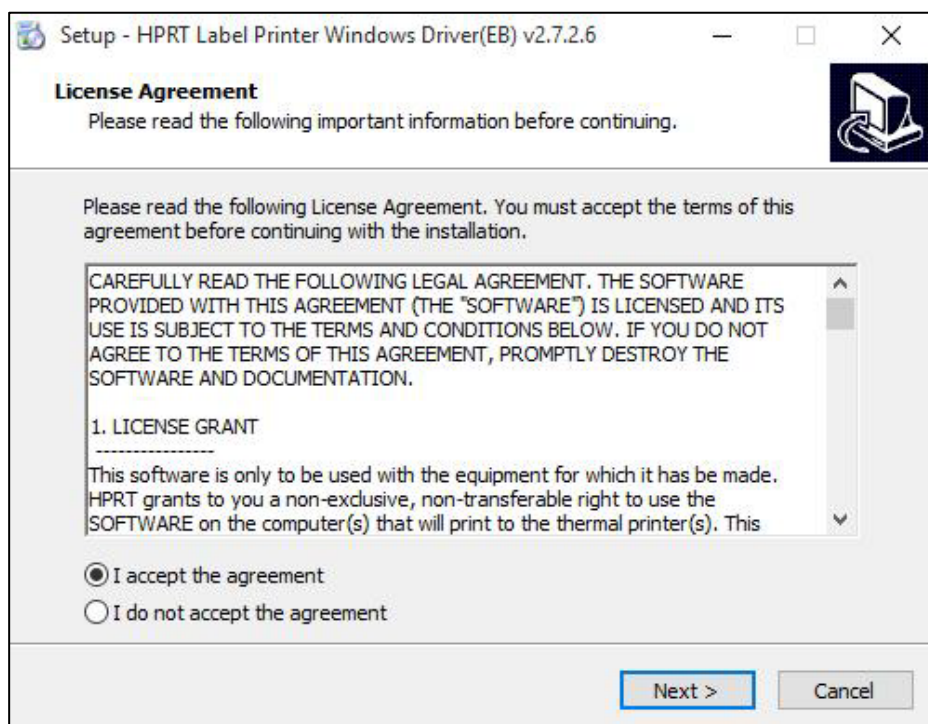 Setup - HPRT Label Printer Windows Driver(EB) v2.7.2.6
License Agreement
Please read the following important information before continuing.
Please read the following License Agreement. You must accept the terms of this
agreement before continuing with the installation.
CAREFULLY READ THE FOLLOWING LEGAL AGREEMENT. THE SOFTWARE
PROVIDED WITH THIS AGREEMENT (THE "SOFTWARE") IS LICENSED AND ITS
USE IS SUBJECT TO THE TERMS AND CONDITIONS BELOW. IF YOU DO NOT
AGREE TO THE TERMS OF THIS AGREEMENT, PROMPTLY DESTROY THE
SOFTWARE AND DOCUMENTATION.
1. LICENSE GRANT
----------------
This software is only to be used with the equipment for which it has be made.
HPRT grants to you a non-exclusive, non-transferable right to use the
SOFTWARE on the computer(s) that will print to the thermal printer(s). This
I accept the agreement
I do not accept the agreement
Next >
Cancel